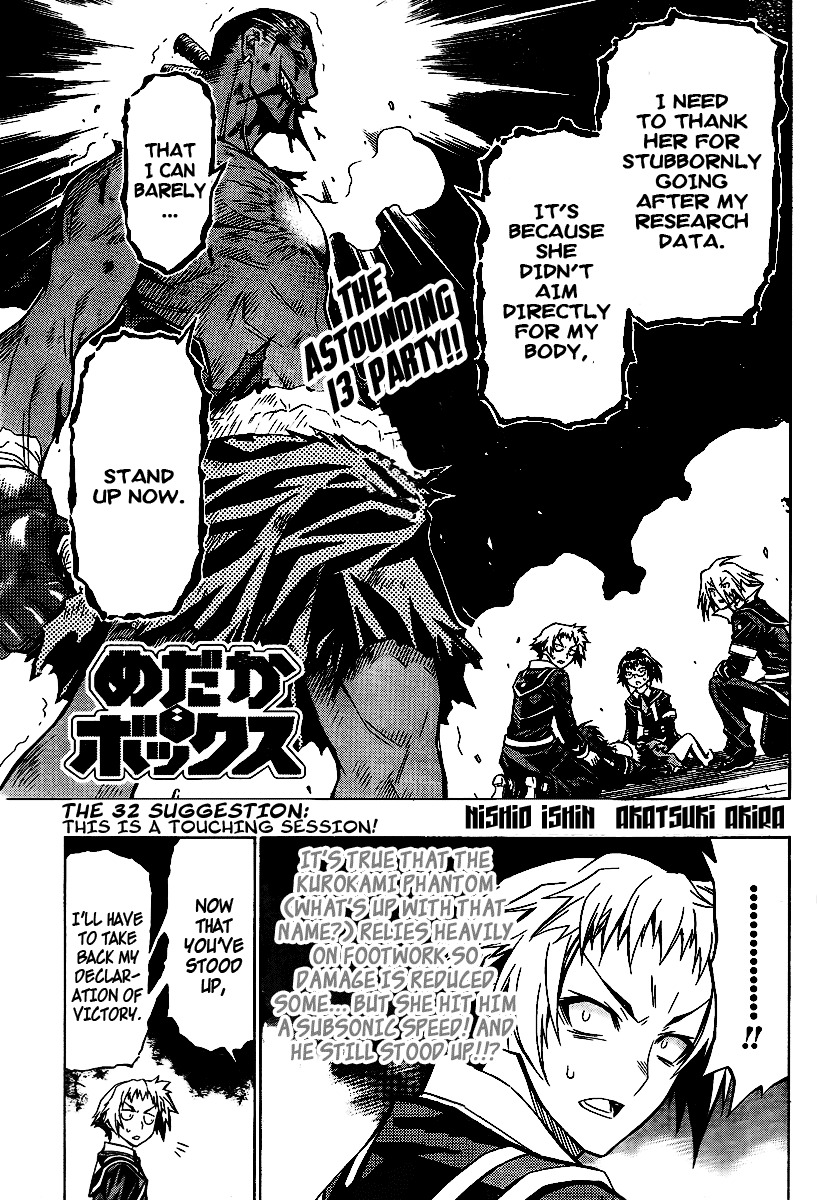 I NEED
TO THANK
HER FOR
STUBBORNLY
GOING
AFTER MY
RESEARCH
DATA.
IT'S
BECAUSE
SHE
DIDN'T
AIM
DIRECTLY
FOR MY
BODY,
THAT
I CAN
BARELY
...
THE
ASTOUNDING
13 PARTY!!
STAND
UP NOW.
めだか
ボックス
THE 32 SUGGESTION:
THIS IS A TOUCHING SESSION!
NISHIO ISHIN AKATSUKI AKIRA
..............!!
IT'S TRUE THAT THE
KUROKAMI PHANTOM
(WHAT'S UP WITH THAT
NAME?) RELIES HEAVILY
ON FOOTWORK SO
DAMAGE IS REDUCED
SOME... BUT SHE HIT HIM
A SUBSONIC SPEED! AND
HE STILL STOOD UP!!?
NOW
THAT
YOU'VE
STOOD
UP,
I'LL HAVE
TO TAKE
BACK MY
DECLAR-
ATION OF
VICTORY.